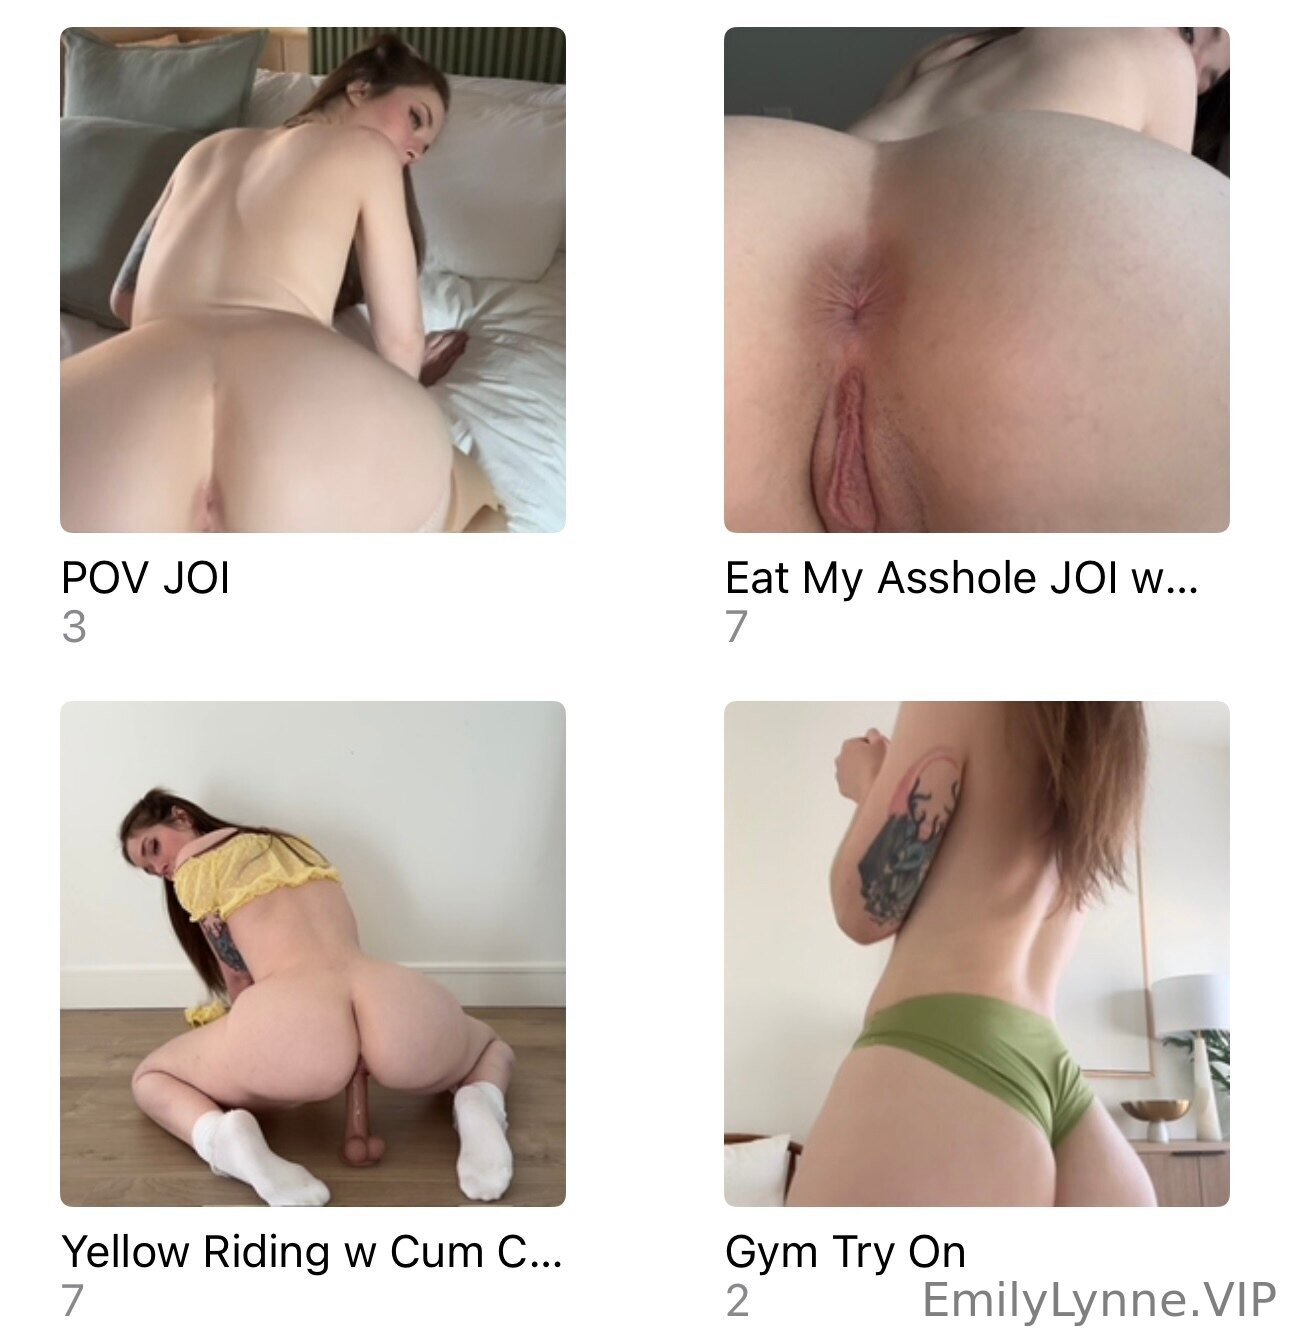 POV JOI
3
Eat My Asshole JOI w...
7
Yellow Riding w Cum C...
7
Gym Try On
2
EmilyLynne.VIP